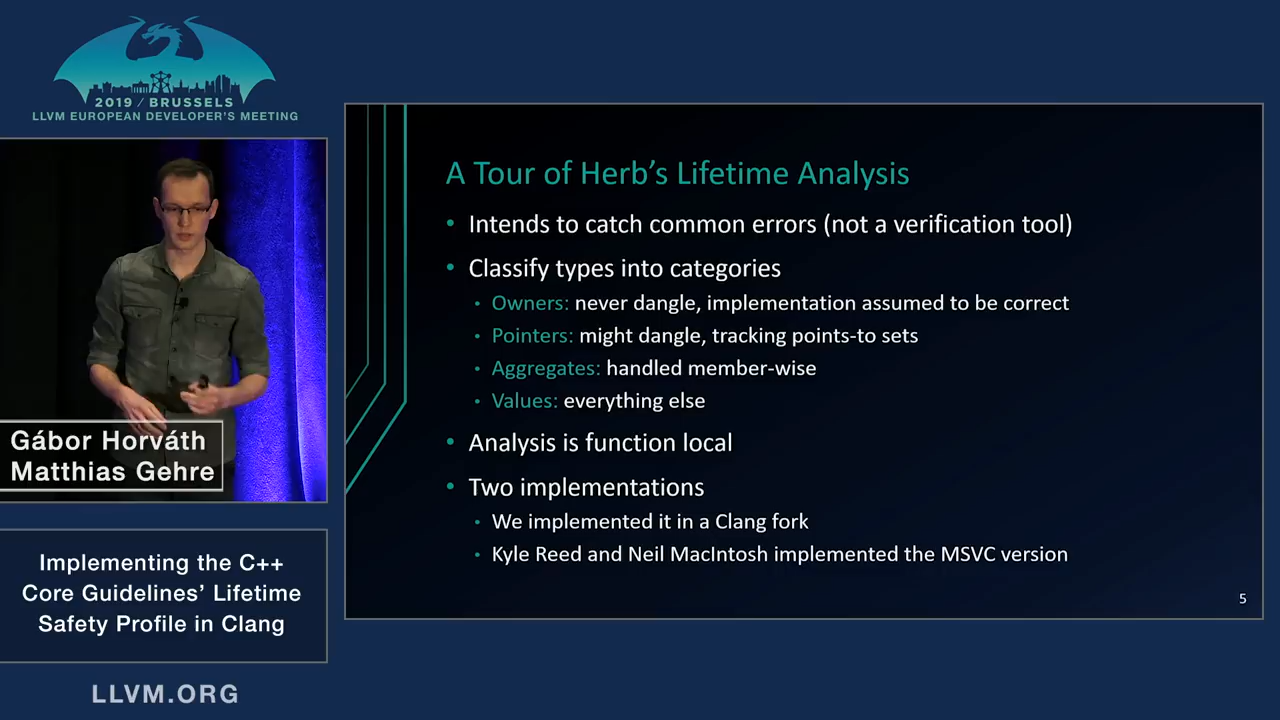 2019 / BRUSSELS
LLVM EUROPEAN DEVELOPER'S MEETING
Gábor Horváth
Matthias Gehre
Implementing the C++
Core Guidelines' Lifetime
Safety Profile in Clang
LLVM.ORG
A Tour of Herb's Lifetime Analysis
• Intends to catch common errors (not a verification tool)
• Classify types into categories
• Owners: never dangle, implementation assumed to be correct
• Pointers: might dangle, tracking points-to sets
• Aggregates: handled member-wise
• Values: everything else
• Analysis is function local
• Two implementations
• We implemented it in a Clang fork
• Kyle Reed and Neil MacIntosh implemented the MSVC version
5